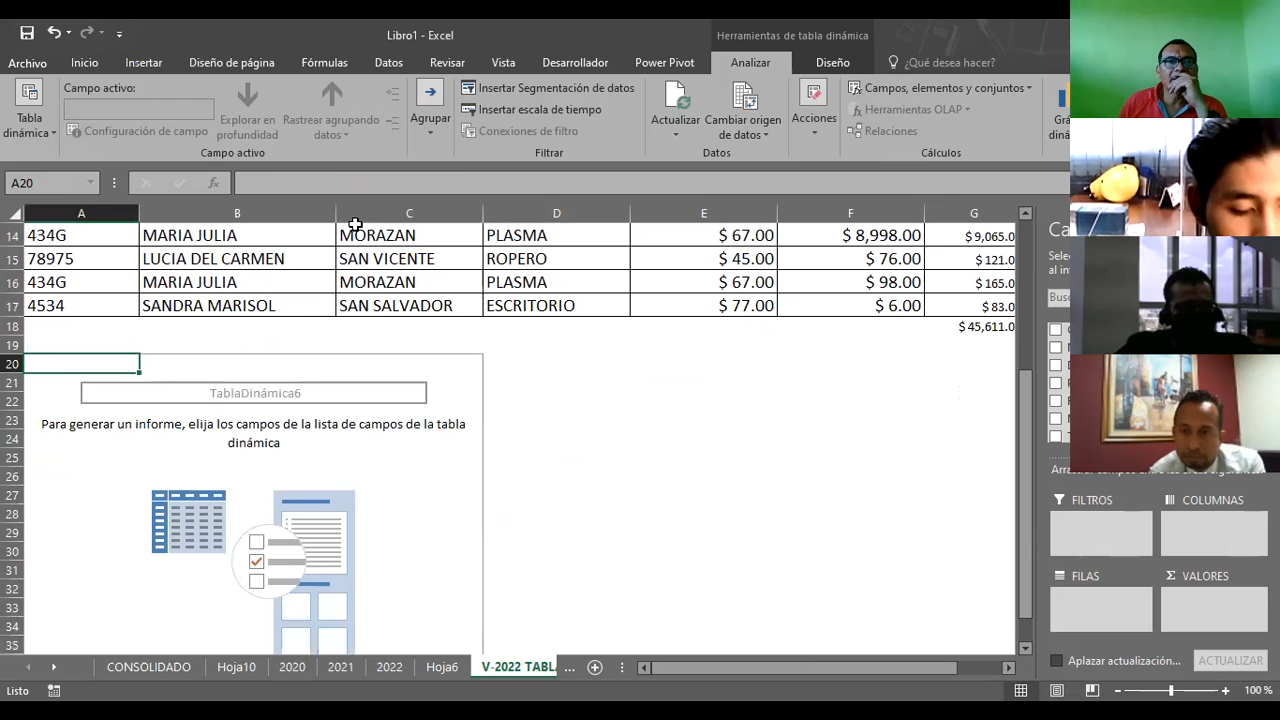 Libro1 - Excel
Herramientas de tabla dinámica
Archivo
Inicio
Insertar
Diseño de página
Fórmulas
Datos
Revisar
Vista
Desarrollador
Power Pivot
Analizar
Diseño
¿Qué desea hacer?
Tabla
dinámica
Campo activo:
Configuración de campo
Explorar en
profundidad
Rastrear agrupando
datos
Campo activo
Agrupar
Insertar Segmentación de datos
Insertar escala de tiempo
Conexiones de filtro
Filtrar
Actualizar
Cambiar origen
de datos
Datos
Acciones
Campos, elementos y conjuntos
Herramientas OLAP
Relaciones
Cálculos
A20
fx
A B C D E F G
14 434G MARIA JULIA MORAZAN PLASMA $ 67.00 $ 8,998.00 $ 9,065.0
15 78975 LUCIA DEL CARMEN SAN VICENTE ROPERO $ 45.00 $ 76.00 $ 121.0
16 434G MARIA JULIA MORAZAN PLASMA $ 67.00 $ 98.00 $ 165.0
17 4534 SANDRA MARISOL SAN SALVADOR ESCRITORIO $ 77.00 $ 6.00 $ 83.0
18 $ 45,611.0
19
20
21
22
23
24
25
26
27
28
29
30
31
32
33
34
35
TablaDinámica6
Para generar un informe, elija los campos de la lista de campos de la tabla
dinámica
FILTROS
COLUMNAS
FILAS
Σ VALORES
Aplazar actualización...
ACTUALIZAR
CONSOLIDADO
Hoja10
2020
2021
2022
Hoja6
V-2022 TABL
...
Listo
100 %